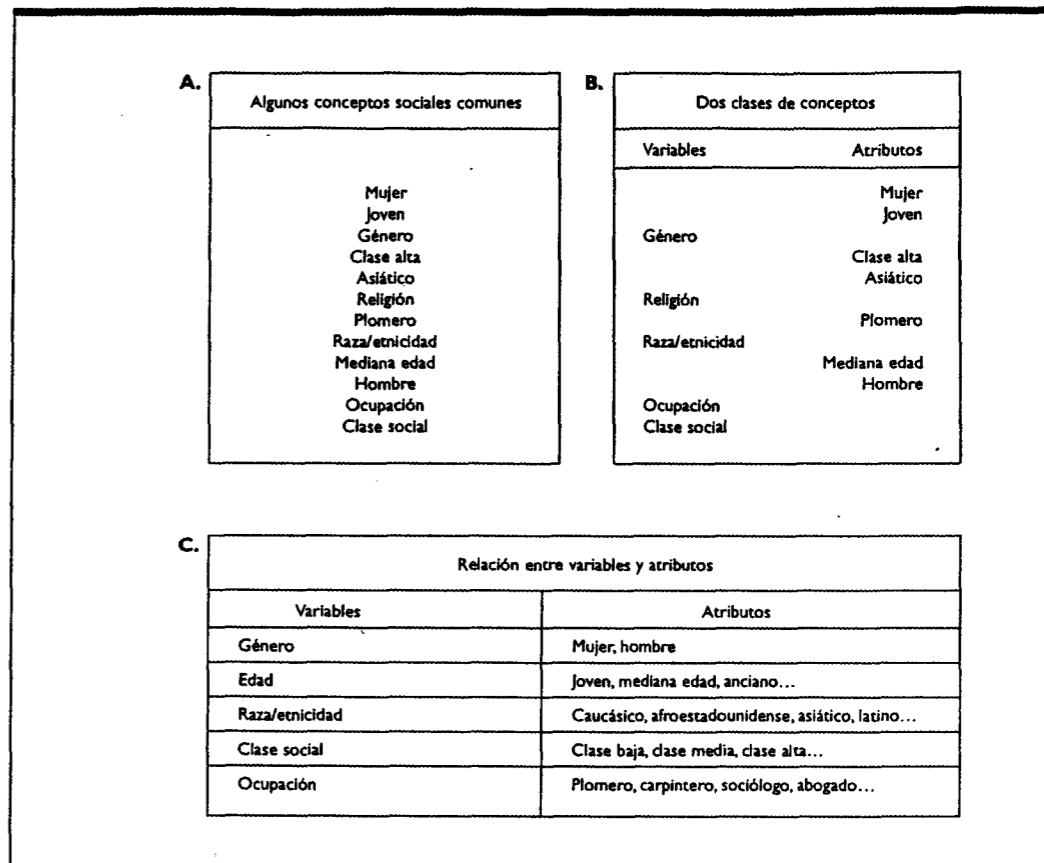 A.
Algunos conceptos sociales comunes
Mujer
Joven
Género
Clase alta
Asiático
Religión
Plomero
Raza/etnicidad
Mediana edad
Hombre
Ocupación
Clase social
B.
Dos clases de conceptos
Variables Atributos
Mujer
Joven
Género
Clase alta
Asiático
Religión
Plomero
Raza/etnicidad
Mediana edad
Hombre
Ocupación
Clase social
C.
Relación entre variables y atributos
Variables Atributos
Género Mujer, hombre
Edad Joven, mediana edad, anciano...
Raza/etnicidad Caucásico, afroestadounidense, asiático, latino...
Clase social Clase baja, clase media, clase alta...
Ocupación Plomero, carpintero, sociólogo, abogado...